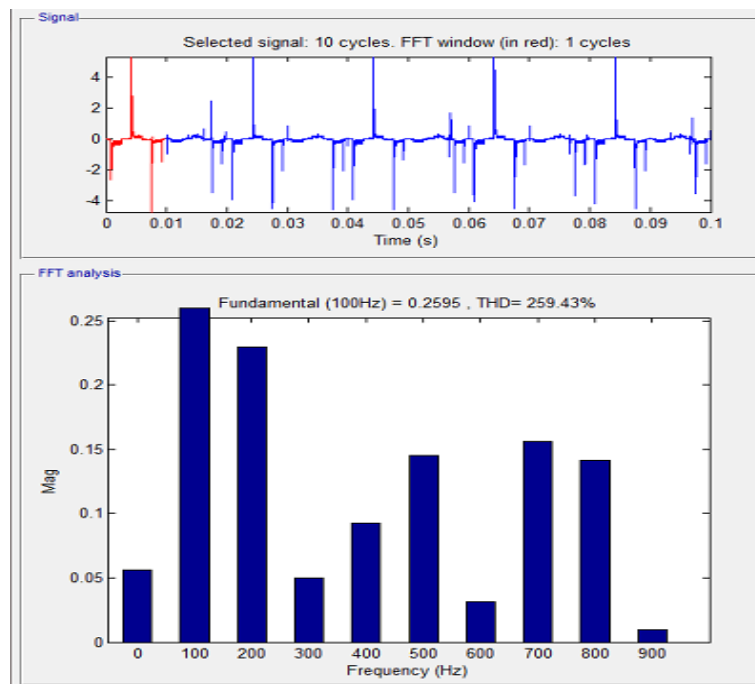 Signal
Selected signal: 10 cycles. FFT window (in red): 1 cycles
4
2
0
-2
-4
0 0.01 0.02 0.03 0.04 0.05 0.06 0.07 0.08 0.09 0.1
Time (s)
FFT analysis
Fundamental (100Hz) = 0.2595 , THD= 259.43%
0.25
0.2
0.15
0.1
0.05
0
Mag
0 100 200 300 400 500 600 700 800 900
Frequency (Hz)